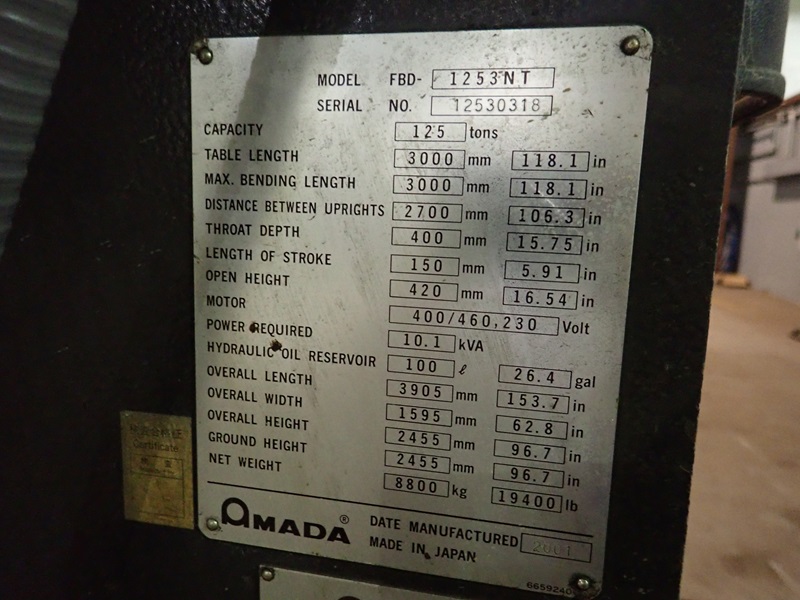 MODEL FBD- 1253NT
SERIAL NO. 12530318
CAPACITY 125 tons
TABLE LENGTH 3000 mm 118.1 in
MAX. BENDING LENGTH 3000 mm 118.1 in
DISTANCE BETWEEN UPRIGHTS 2700 mm 106.3 in
THROAT DEPTH 400 mm 15.75 in
LENGTH OF STROKE 150 mm 5.91 in
OPEN HEIGHT 420 mm 16.54 in
MOTOR 400/460,230 Volt
POWER REQUIRED 10.1 kVA
HYDRAULIC OIL RESERVOIR 100 ℓ 26.4 gal
OVERALL LENGTH 3905 mm 153.7 in
OVERALL WIDTH 1595 mm 62.8 in
OVERALL HEIGHT 2455 mm 96.7 in
GROUND HEIGHT 2455 mm 96.7 in
NET WEIGHT 8800 kg 19400 lb
AMADA® DATE MANUFACTURED 2001
MADE IN JAPAN
Certificate